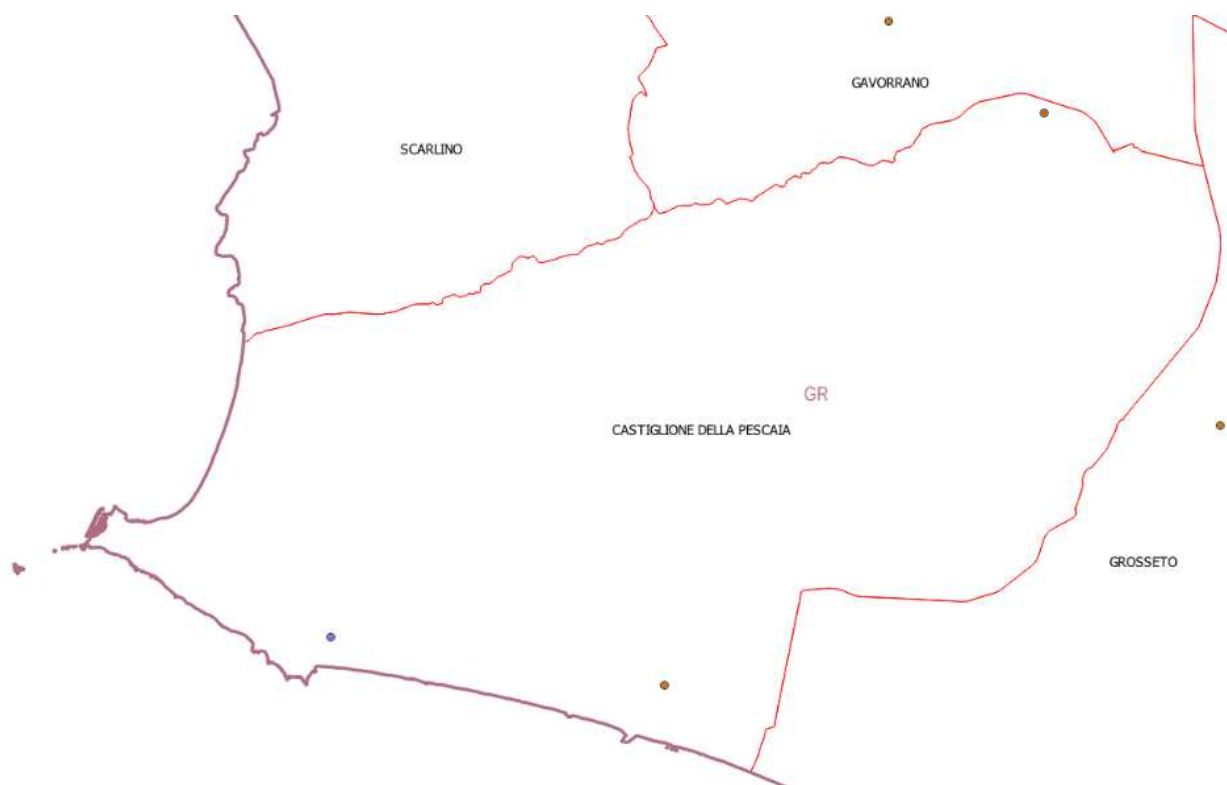 GAVORRANO
SCARLINO
GR
CASTIGLIONE DELLA PESCAIA
GROSSETO